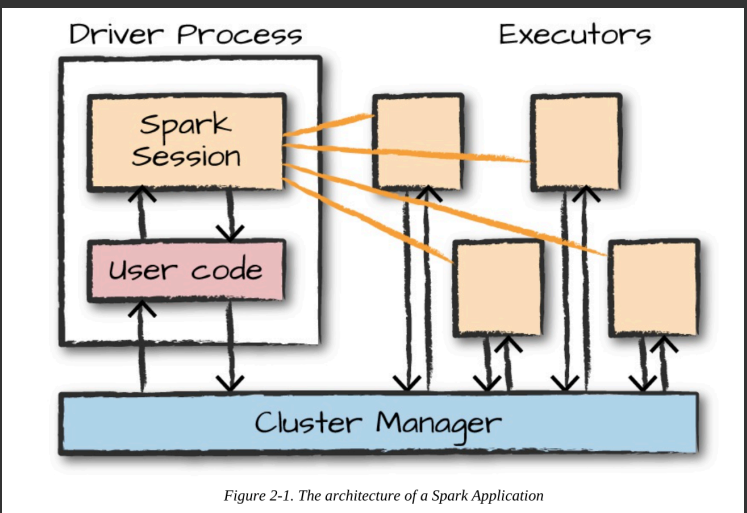 Driver Process
Executors
Spark
Session
User code
Cluster Manager
Figure 2-1. The architecture of a Spark Application